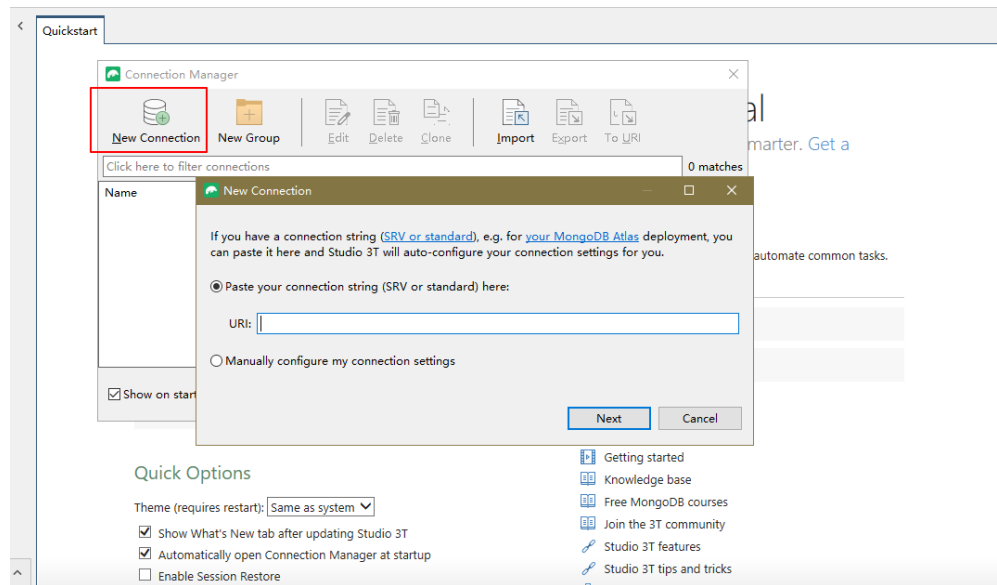 Quickstart
Connection Manager
New Connection New Group Edit Delete Clone Import Export To URI
al
marter. Get a
Click here to filter connections 0 matches
Name
New Connection
If you have a connection string (SRV or standard), e.g. for your MongoDB Atlas deployment, you
can paste it here and Studio 3T will auto-configure your connection settings for you.
automate common tasks.
Paste your connection string (SRV or standard) here:
URI:
Manually configure my connection settings
Show on start
Next Cancel
Quick Options
Theme (requires restart): Same as system
Show What's New tab after updating Studio 3T
Automatically open Connection Manager at startup
Enable Session Restore
Getting started
Knowledge base
Free MongoDB courses
Join the 3T community
Studio 3T features
Studio 3T tips and tricks